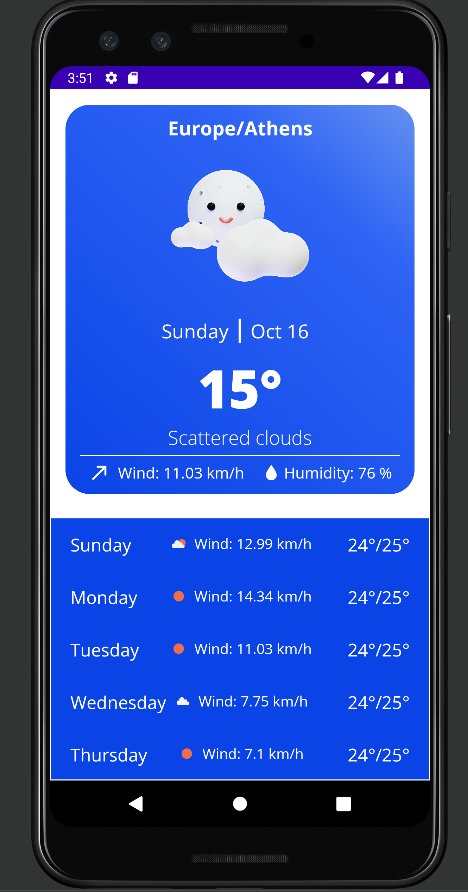 3:51
Europe/Athens
Sunday | Oct 16
15°
Scattered clouds
Wind: 11.03 km/h Humidity: 76 %
Sunday Wind: 12.99 km/h 24°/25°
Monday Wind: 14.34 km/h 24°/25°
Tuesday Wind: 11.03 km/h 24°/25°
Wednesday Wind: 7.75 km/h 24°/25°
Thursday Wind: 7.1 km/h 24°/25°